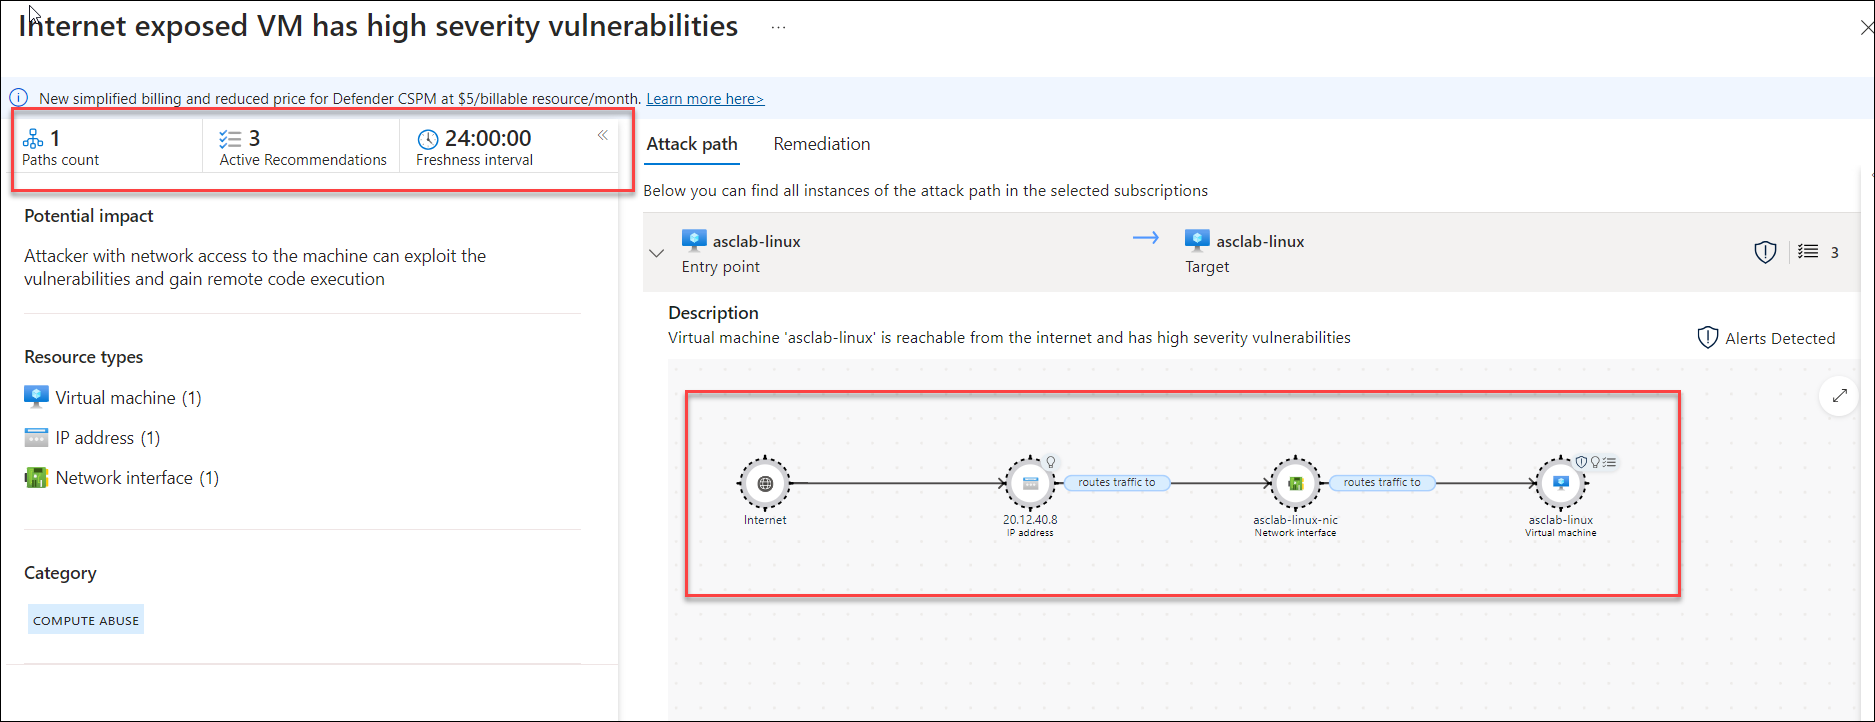 Internet exposed VM has high severity vulnerabilities ...
New simplified billing and reduced price for Defender CSPM at $5/billable resource/month. Learn more here>
1
Paths count
3
Active Recommendations
24:00:00
Freshness interval
Potential impact
Attacker with network access to the machine can exploit the
vulnerabilities and gain remote code execution
Resource types
Virtual machine (1)
IP address (1)
Network interface (1)
Category
COMPUTE ABUSE
Attack path Remediation
Below you can find all instances of the attack path in the selected subscriptions
asclab-linux
Entry point
asclab-linux
Target
3
Description
Virtual machine 'asclab-linux' is reachable from the internet and has high severity vulnerabilities
Alerts Detected
Internet
20.12.40.8
IP address
routes traffic to
asclab-linux-nic
Network interface
routes traffic to
asclab-linux
Virtual machine